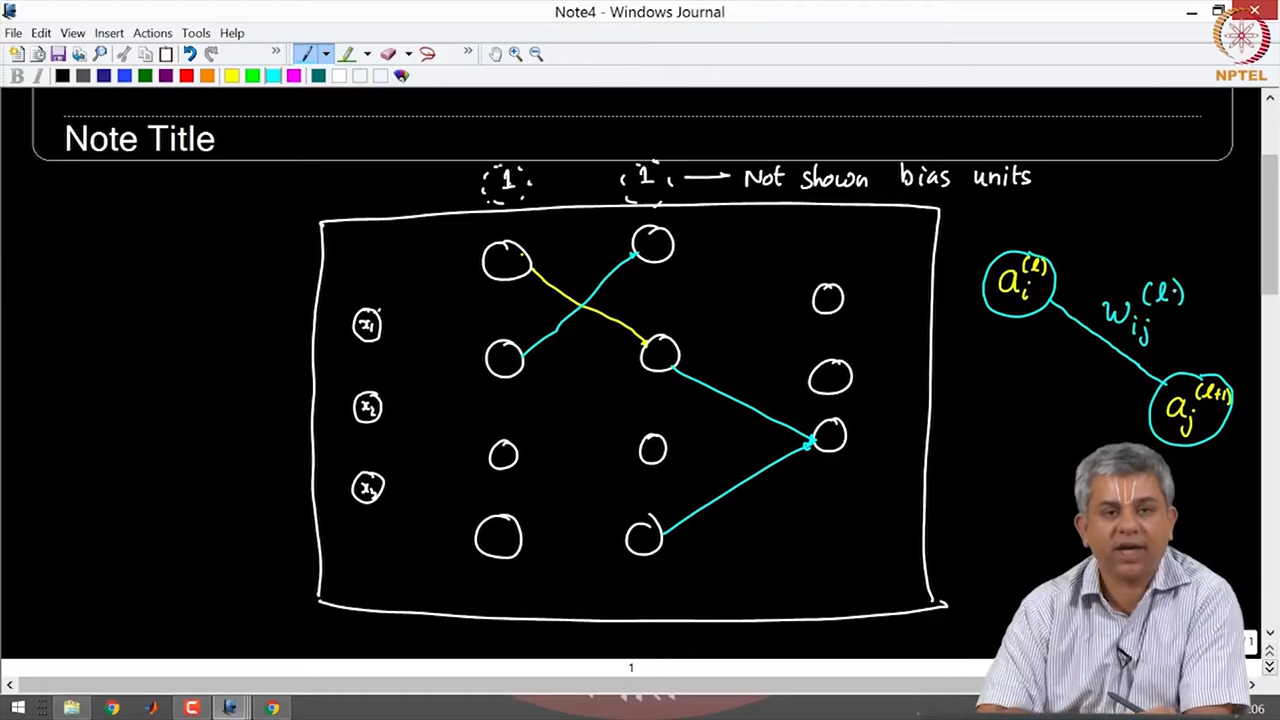 Note4 - Windows Journal
File Edit View Insert Actions Tools Help
NPTEL
Note Title
1 1 → Not shown bias units
x₁
x₂
x₃
aᵢ⁽ˡ⁾
wᵢⱼ⁽ˡ⁾
aⱼ⁽ˡ⁺¹⁾
1